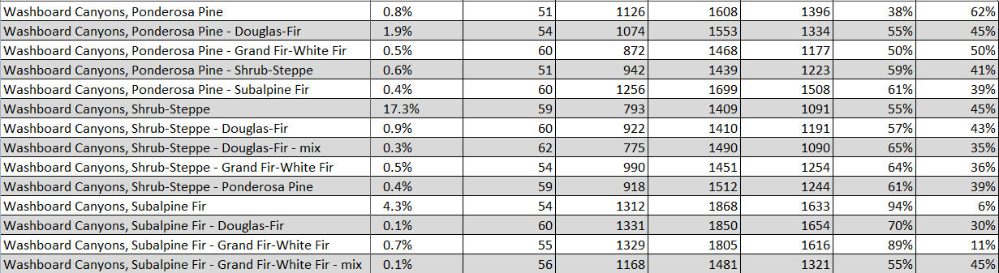 Washboard Canyons, Ponderosa Pine 0.8% 51 1126 1608 1396 38% 62%
Washboard Canyons, Ponderosa Pine - Douglas-Fir 1.9% 54 1074 1553 1334 55% 45%
Washboard Canyons, Ponderosa Pine - Grand Fir-White Fir 0.5% 60 872 1468 1177 50% 50%
Washboard Canyons, Ponderosa Pine - Shrub-Steppe 0.6% 51 942 1439 1223 59% 41%
Washboard Canyons, Ponderosa Pine - Subalpine Fir 0.4% 60 1256 1699 1508 61% 39%
Washboard Canyons, Shrub-Steppe 17.3% 59 793 1409 1091 55% 45%
Washboard Canyons, Shrub-Steppe - Douglas-Fir 0.9% 60 922 1410 1191 57% 43%
Washboard Canyons, Shrub-Steppe - Douglas-Fir - mix 0.3% 62 775 1490 1090 65% 35%
Washboard Canyons, Shrub-Steppe - Grand Fir-White Fir 0.5% 54 990 1451 1254 64% 36%
Washboard Canyons, Shrub-Steppe - Ponderosa Pine 0.4% 59 918 1512 1244 61% 39%
Washboard Canyons, Subalpine Fir 4.3% 54 1312 1868 1633 94% 6%
Washboard Canyons, Subalpine Fir - Douglas-Fir 0.1% 60 1331 1850 1654 70% 30%
Washboard Canyons, Subalpine Fir - Grand Fir-White Fir 0.7% 55 1329 1805 1616 89% 11%
Washboard Canyons, Subalpine Fir - Grand Fir-White Fir - mix 0.1% 56 1168 1481 1321 55% 45%